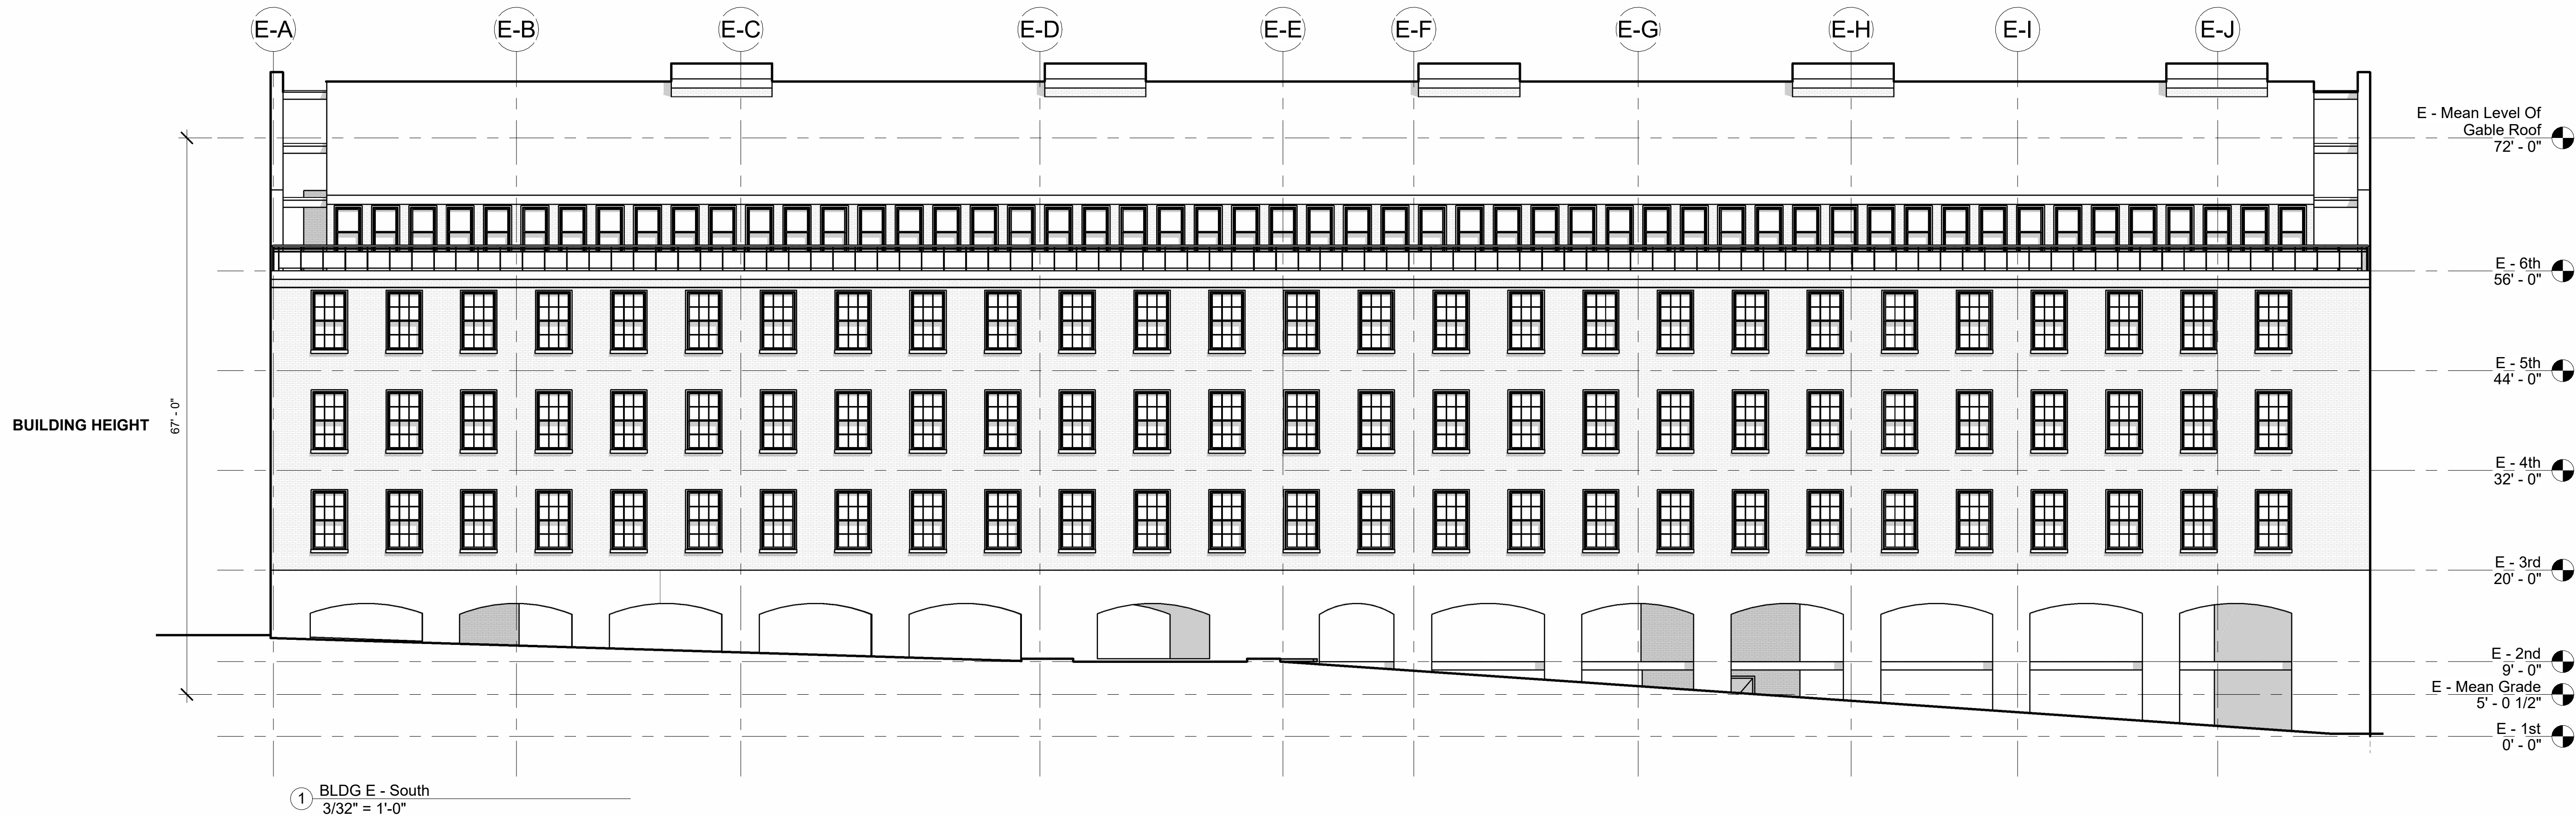 E-A E-B E-C E-D E-E E-F E-G E-H E-I E-J
E - Mean Level Of
Gable Roof
72' - 0"
E - 6th
56' - 0"
E - 5th
44' - 0"
BUILDING HEIGHT
67' - 0"
E - 4th
32' - 0"
E - 3rd
20' - 0"
E - 2nd
9' - 0"
E - Mean Grade
5' - 0 1/2"
E - 1st
0' - 0"
1 BLDG E - South
3/32" = 1'-0"